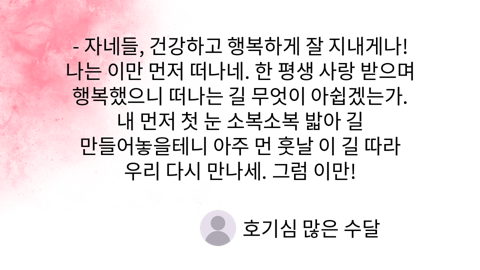 - 자네들, 건강하고 행복하게 잘 지내게나!
나는 이만 먼저 떠나네. 한 평생 사랑 받으며
행복했으니 떠나는 길 무엇이 아쉽겠는가.
내 먼저 첫 눈 소복소복 밟아 길
만들어놓을테니 아주 먼 훗날 이 길 따라
우리 다시 만나세. 그럼 이만!
호기심 많은 수달